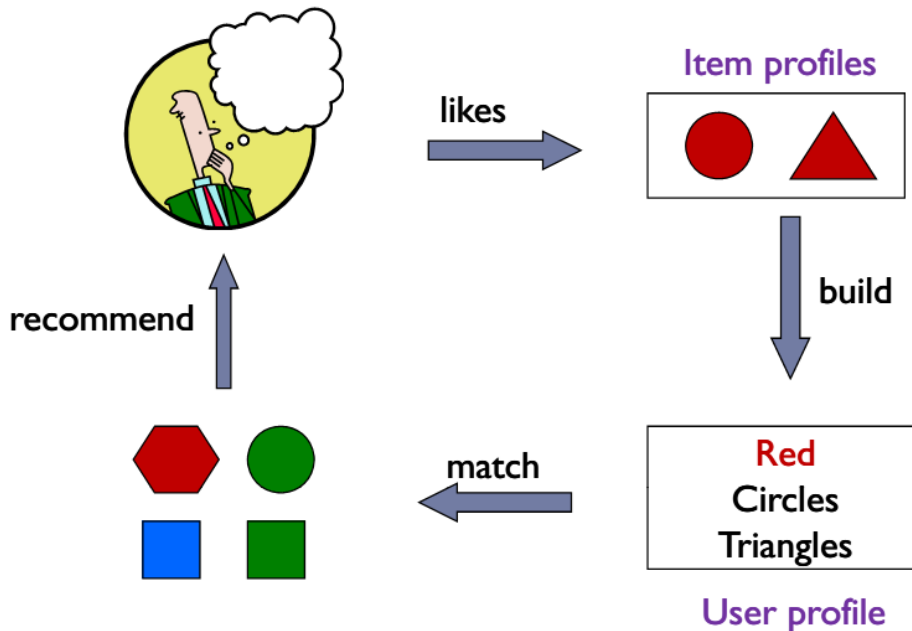 Item profiles
likes
build
recommend
match
Red
Circles
Triangles
User profile